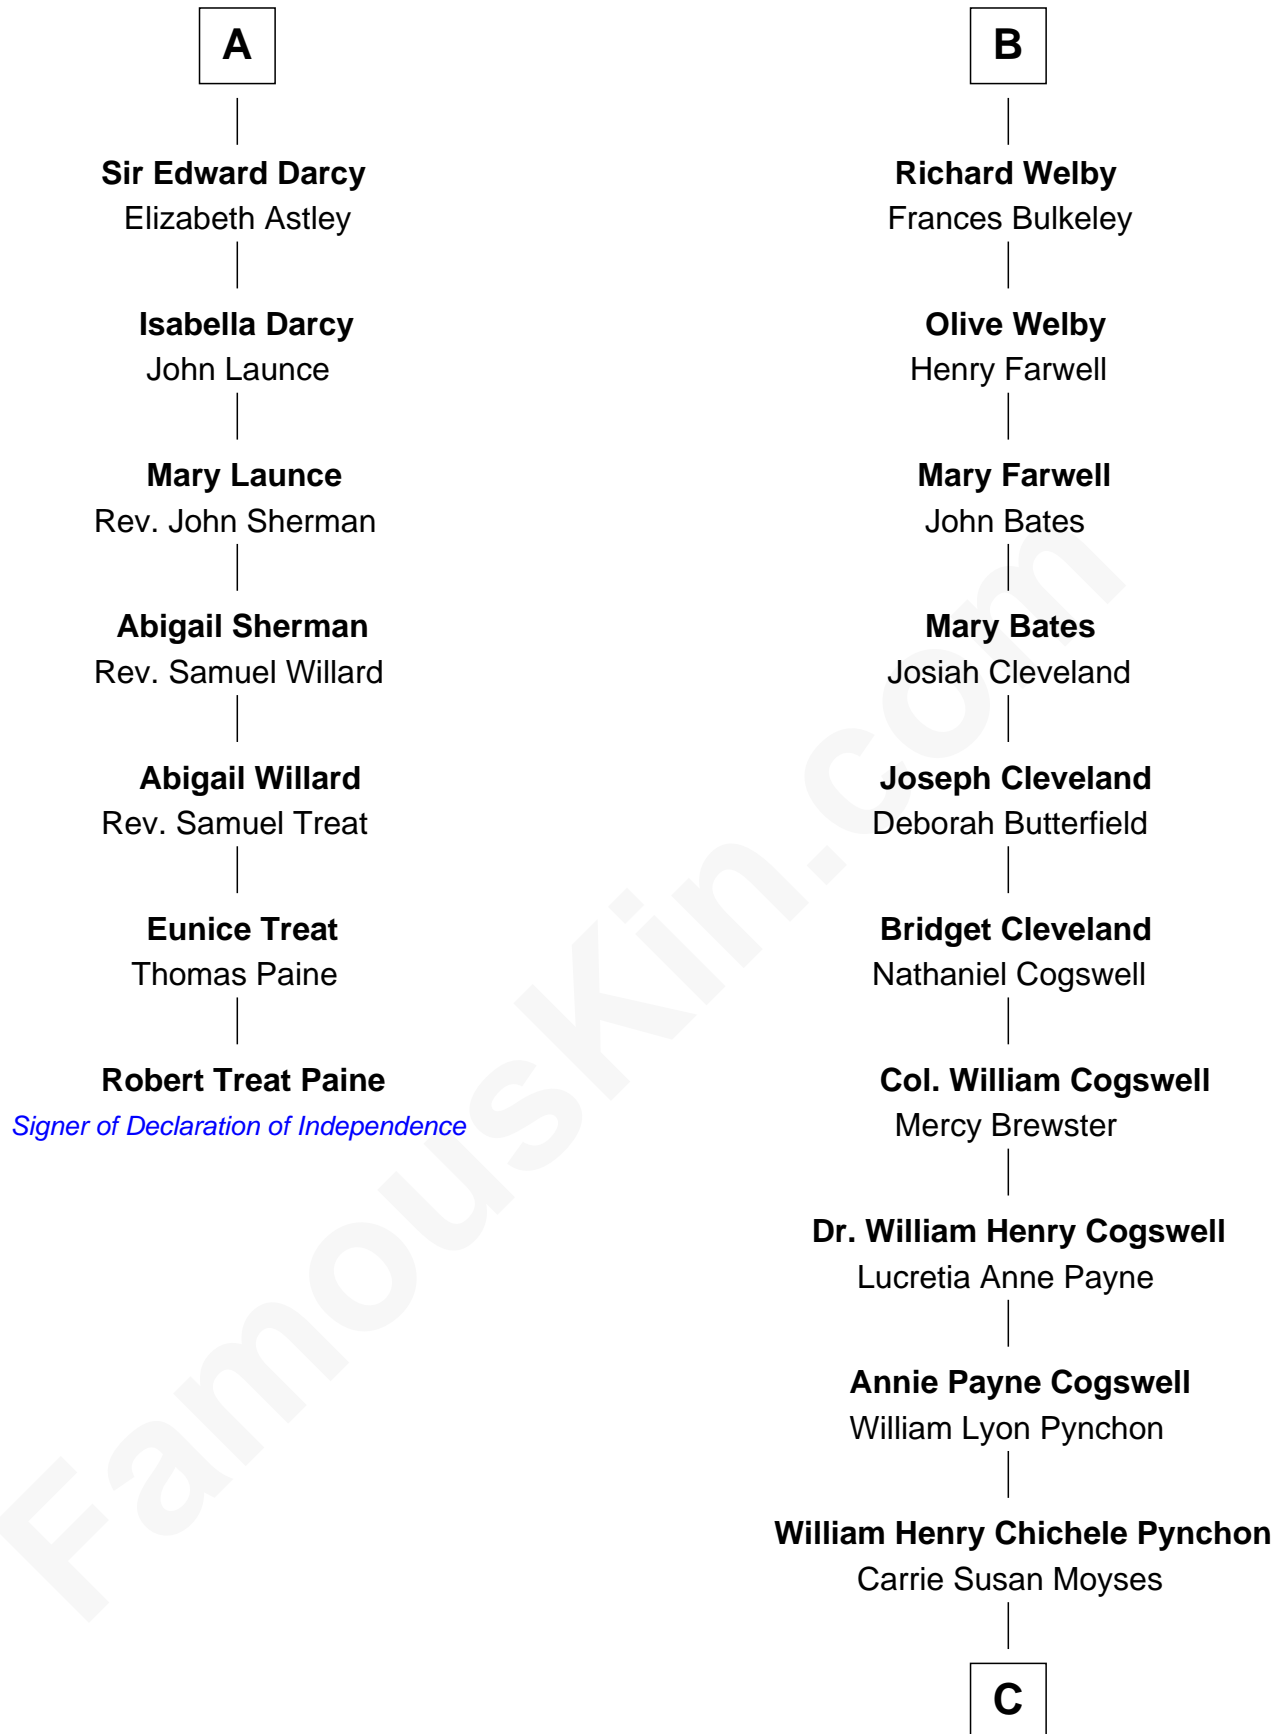 A
Sir Edward Darcy
Elizabeth Astley
Isabella Darcy
John Launce
Mary Launce
Rev. John Sherman
Abigail Sherman
Rev. Samuel Willard
Abigail Willard
Rev. Samuel Treat
Eunice Treat
Thomas Paine
Robert Treat Paine
Signer of Declaration of Independence
B
Richard Welby
Frances Bulkeley
Olive Welby
Henry Farwell
Mary Farwell
John Bates
Mary Bates
Josiah Cleveland
Joseph Cleveland
Deborah Butterfield
Bridget Cleveland
Nathaniel Cogswell
Col. William Cogswell
Mercy Brewster
Dr. William Henry Cogswell
Lucretia Anne Payne
Annie Payne Cogswell
William Lyon Pynchon
William Henry Chichele Pynchon
Carrie Susan Moyses
C
FamousKin.com